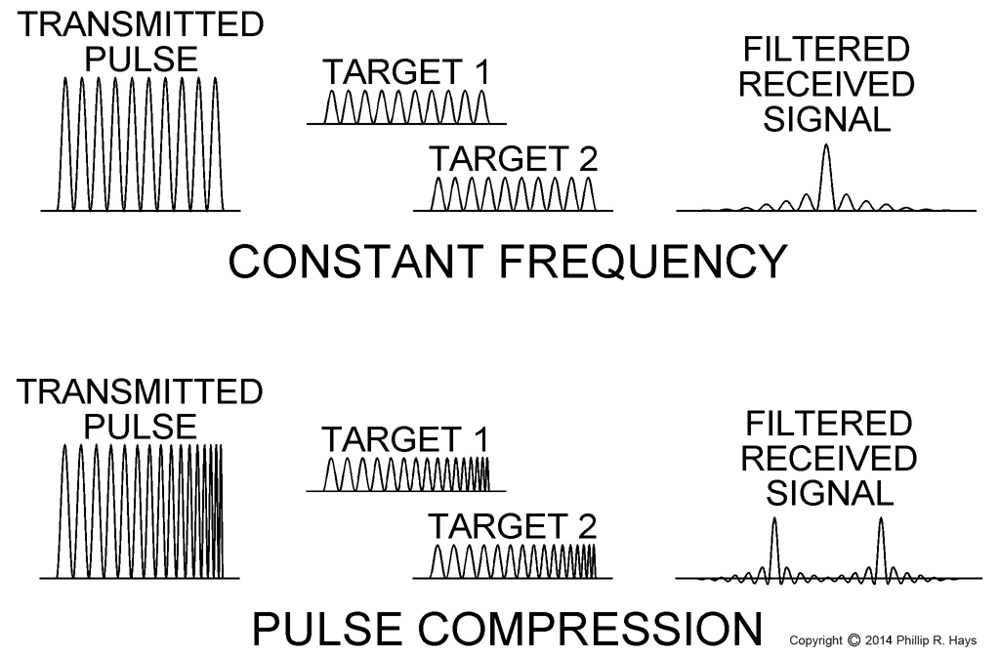 TRANSMITTED
PULSE
TARGET 1
TARGET 2
FILTERED
RECEIVED
SIGNAL
CONSTANT FREQUENCY
TRANSMITTED
PULSE
TARGET 1
TARGET 2
FILTERED
RECEIVED
SIGNAL
PULSE COMPRESSION
Copyright © 2014 Phillip R. Hays